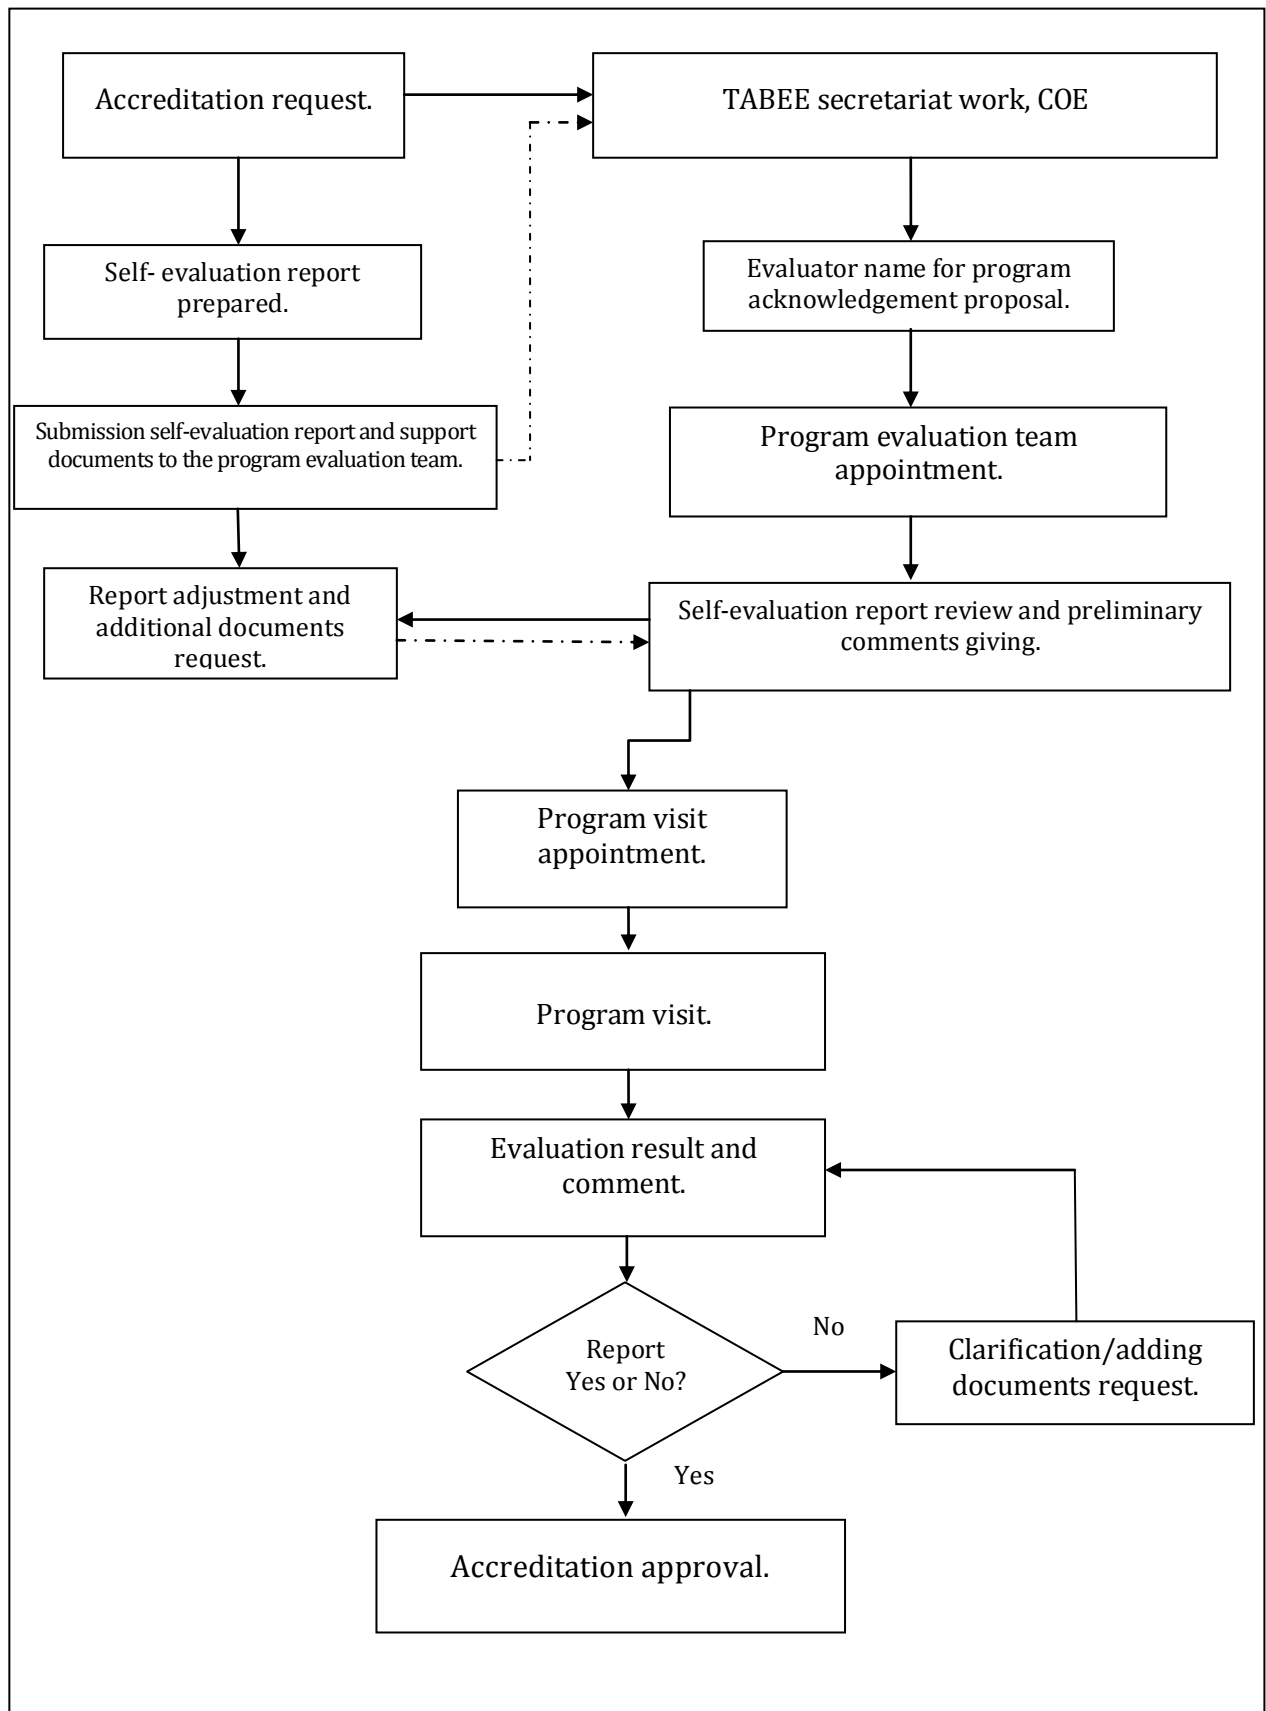 Accreditation request.
TABEE secretariat work, COE
Self- evaluation report
prepared.
Evaluator name for program
acknowledgement proposal.
Submission self-evaluation report and support
documents to the program evaluation team.
Program evaluation team
appointment.
Report adjustment and
additional documents
request.
Self-evaluation report review and preliminary
comments giving.
Program visit
appointment.
Program visit.
Evaluation result and
comment.
Report
Yes or No?
No
Clarification/adding
documents request.
Yes
Accreditation approval.